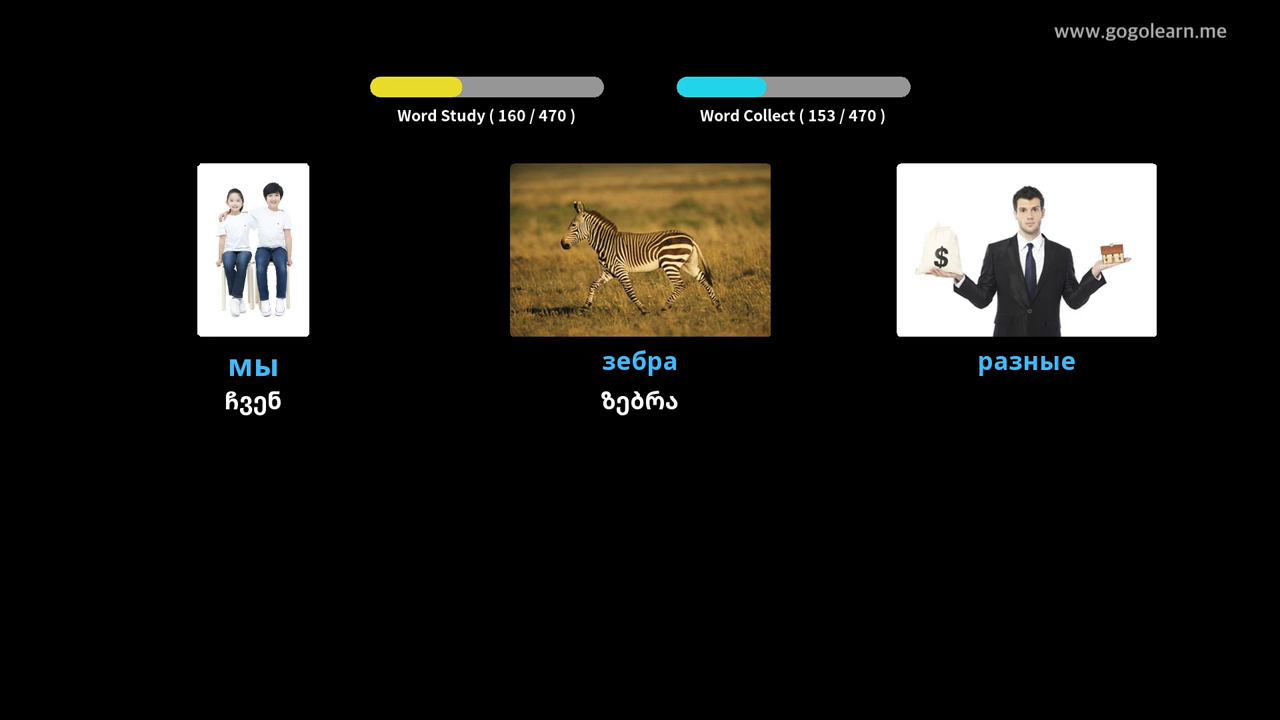 www.gogolearn.me
Word Study ( 160 / 470 )
Word Collect ( 153 / 470 )
$
мы
зебра
разные
ჩვენ
ზებრა